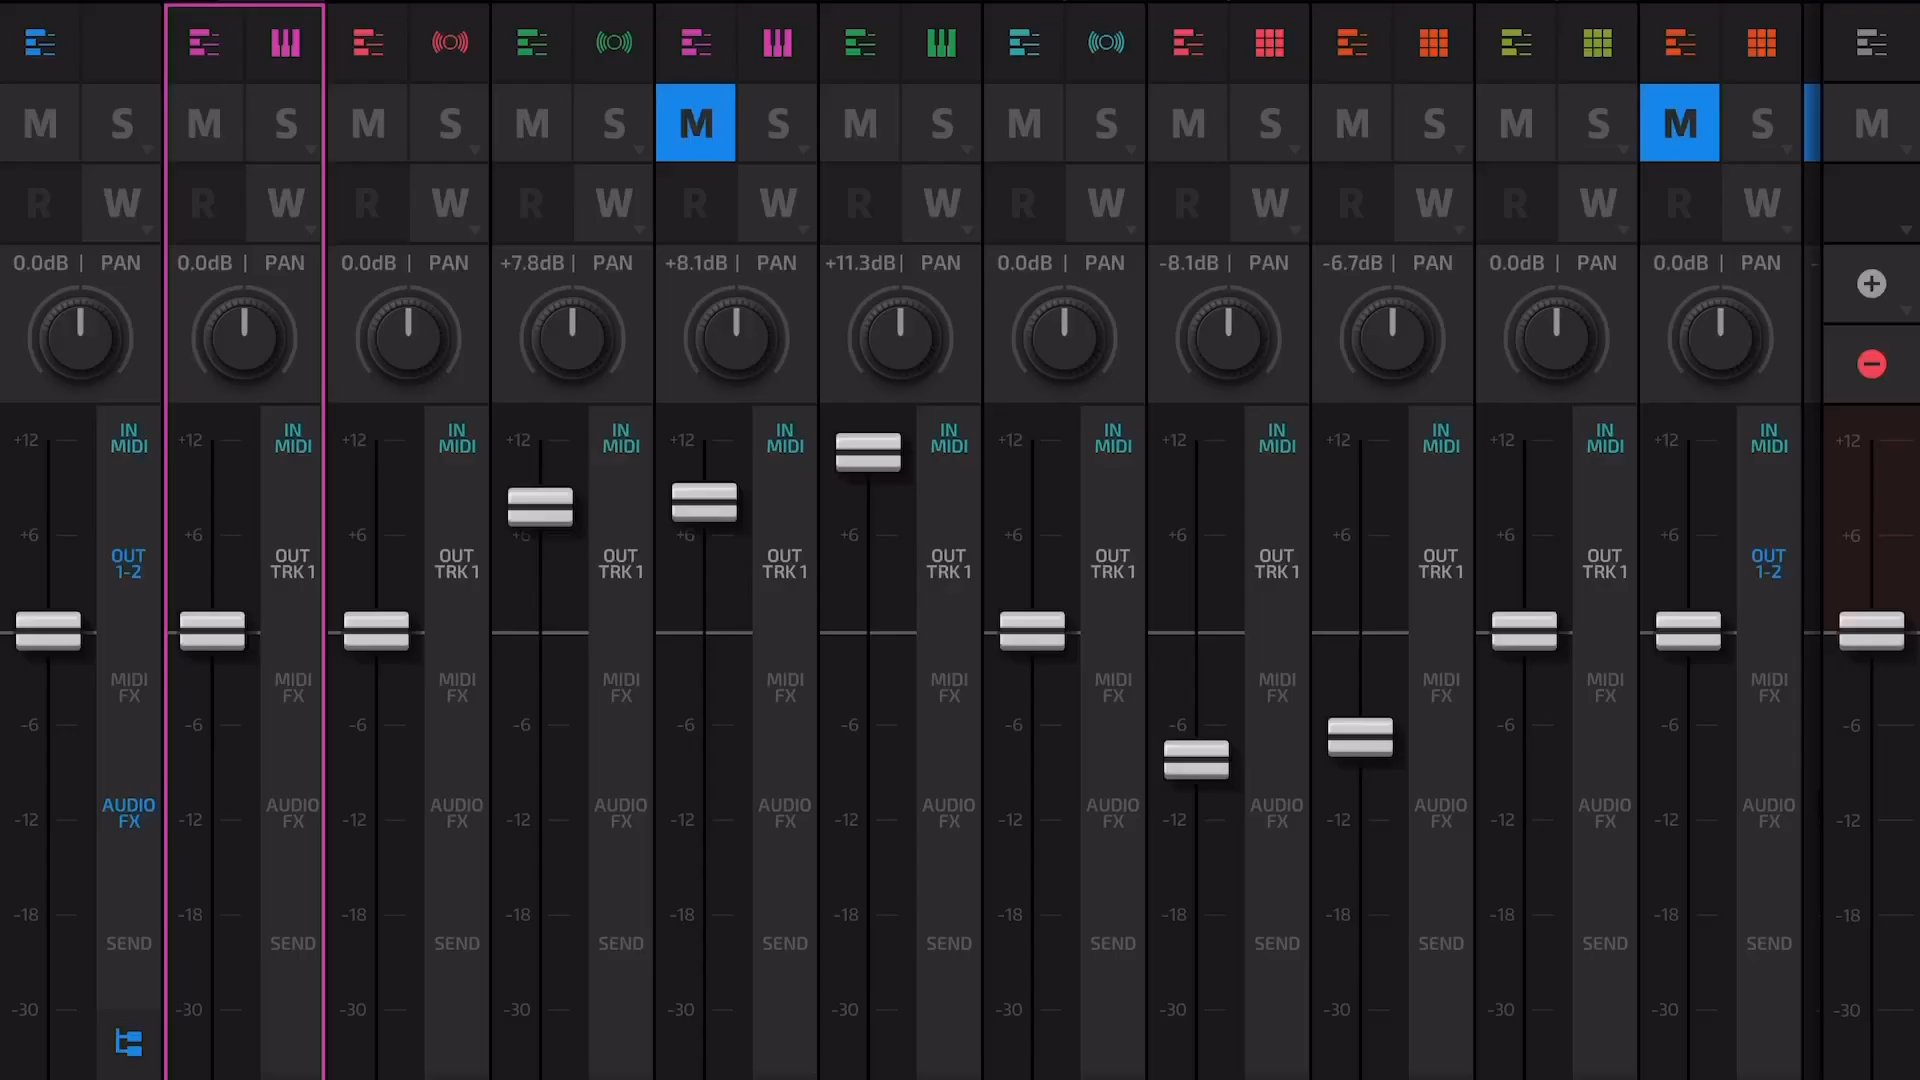 M S M S M S M S M S M S M S M S M S M S M S M
R W R W R W R W R W R W R W R W R W R W R W
0.0dB | PAN 0.0dB | PAN 0.0dB | PAN +7.8dB | PAN +8.1dB | PAN +11.3dB | PAN 0.0dB | PAN -8.1dB | PAN -6.7dB | PAN 0.0dB | PAN 0.0dB | PAN -
IN IN IN IN IN IN IN IN IN IN IN
+12 MIDI +12 MIDI +12 MIDI +12 MIDI +12 MIDI MIDI +12 MIDI +12 MIDI +12 MIDI +12 MIDI +12 MIDI +12
+6 +6 +6 +6 +6 +6 +6 +6 +6 +6 +6
OUT OUT OUT OUT OUT OUT OUT OUT OUT OUT OUT
1-2 TRK 1 TRK 1 TRK 1 TRK 1 TRK 1 TRK 1 TRK 1 TRK 1 TRK 1 1-2
MIDI MIDI MIDI MIDI MIDI MIDI MIDI MIDI MIDI MIDI MIDI
FX FX FX FX FX FX FX FX FX FX FX
-6 -6 -6 -6 -6 -6 -6 -6 -6 -6 -6
AUDIO AUDIO AUDIO AUDIO AUDIO AUDIO AUDIO AUDIO AUDIO AUDIO AUDIO
-12 FX -12 FX -12 FX -12 FX -12 FX -12 FX -12 FX -12 FX -12 FX -12 FX -12 FX -12
-18 -18 -18 -18 -18 -18 -18 -18 -18 -18 -18 -18
SEND SEND SEND SEND SEND SEND SEND SEND SEND SEND SEND
-30 -30 -30 -30 -30 -30 -30 -30 -30 -30 -30 -30